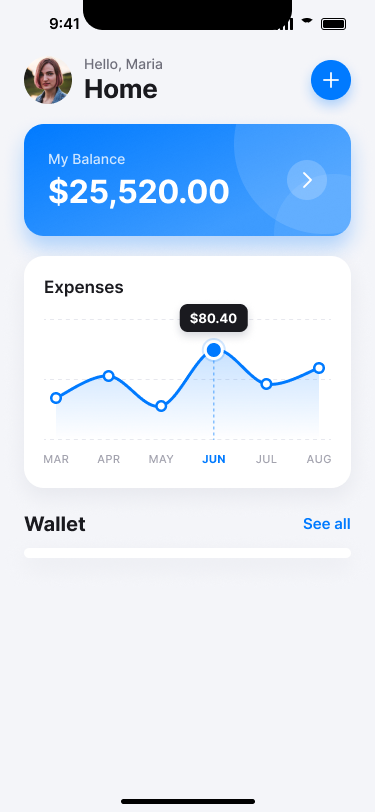 9:41
Hello, Maria
Home
My Balance
$25,520.00
Expenses
$80.40
MAR APR MAY JUN JUL AUG
Wallet See all